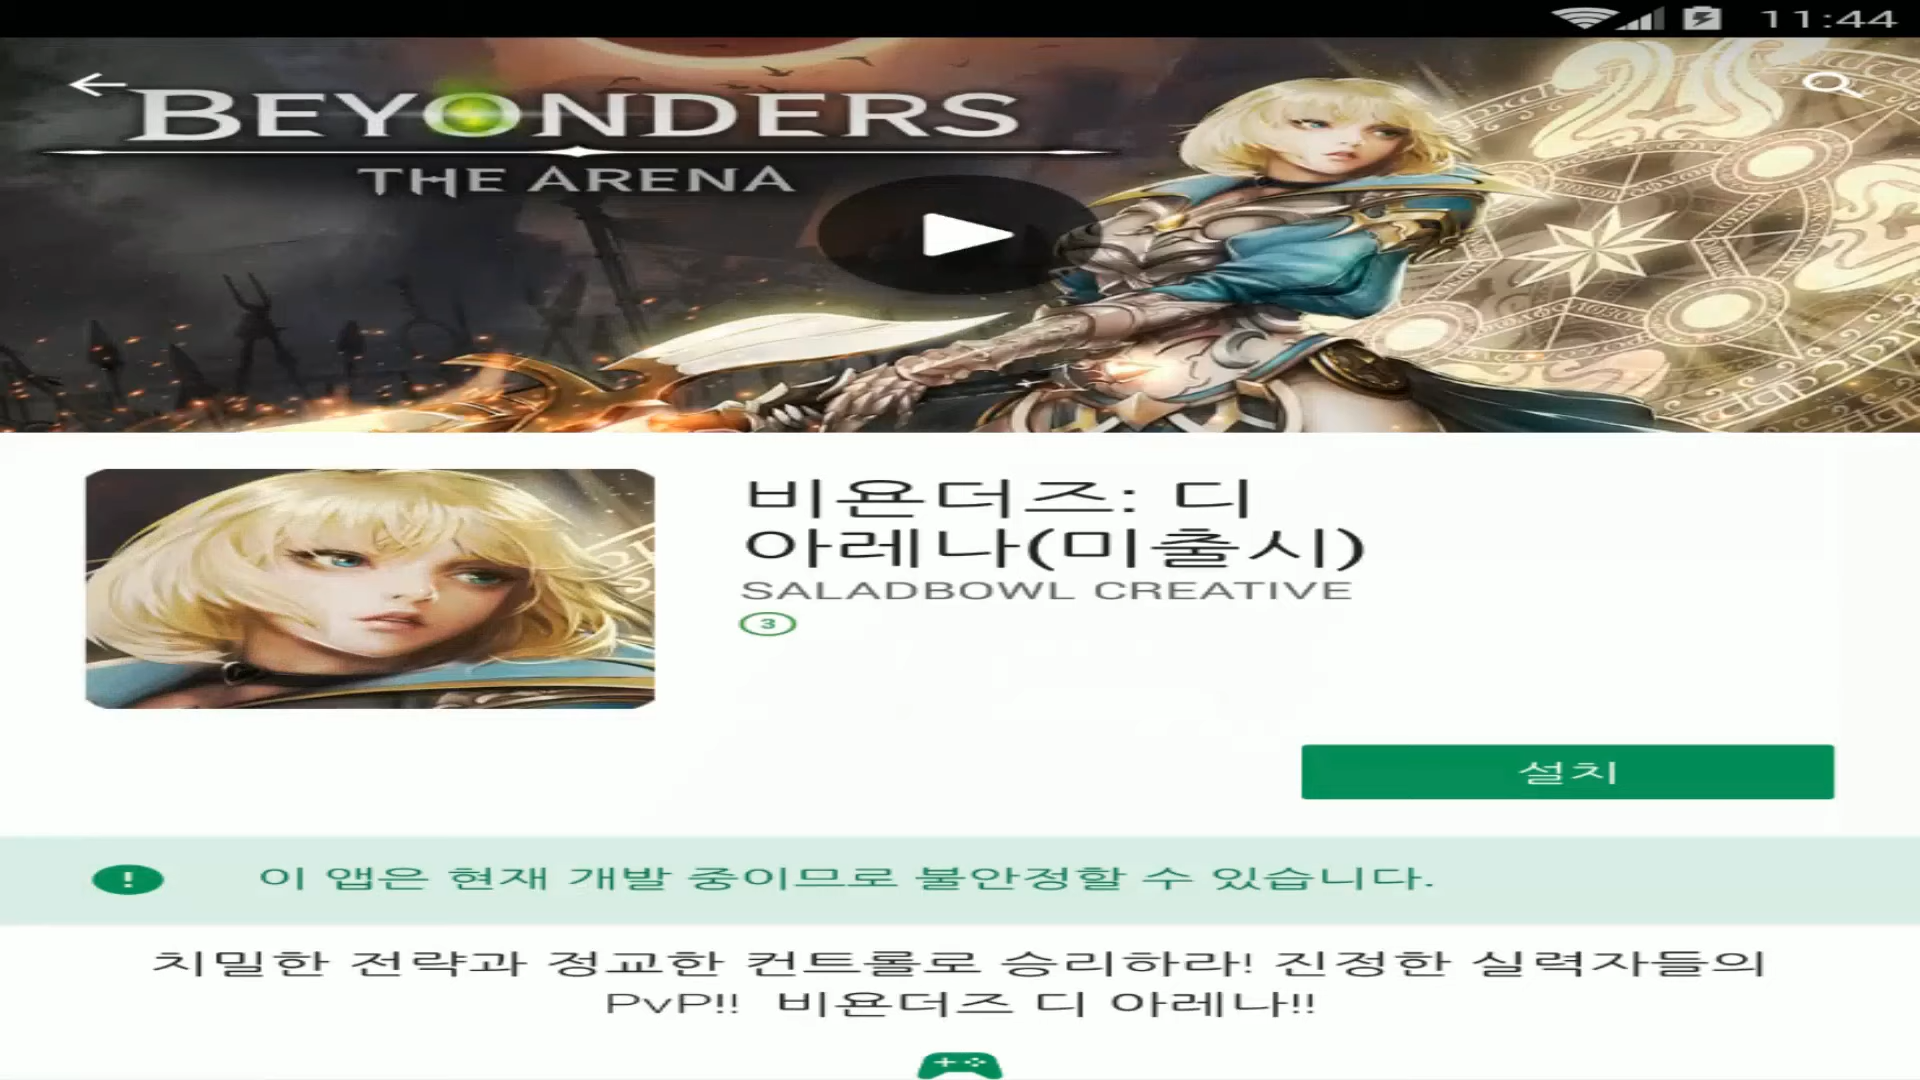 11:44
BEYONDERS
THE ARENA
비욘더즈: 디
아레나(미출시)
SALADBOWL CREATIVE
3
설치
이 앱은 현재 개발 중이므로 불안정할 수 있습니다.
치밀한 전략과 정교한 컨트롤로 승리하라! 진정한 실력자들의
PvP!! 비욘더즈 디 아레나!!